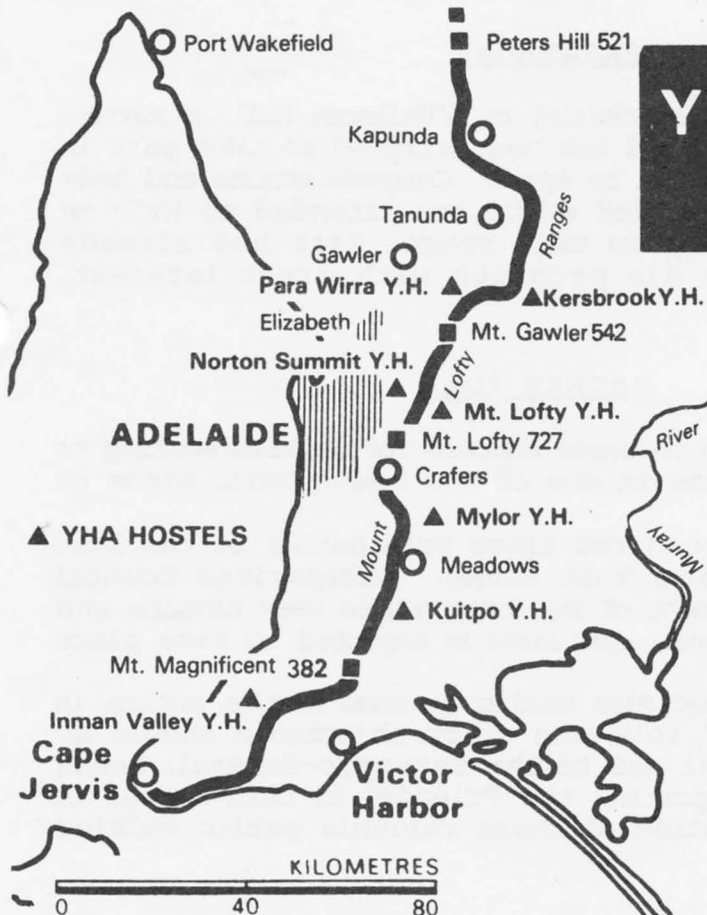 Port Wakefield
Peters Hill 521
Y
Kapunda
Tanunda
Ranges
Gawler
Para Wirra Y.H.
Kersbrook Y.H.
Elizabeth
Mt. Gawler 542
Norton Summit Y.H.
Lofty
Mt. Lofty Y.H.
ADELAIDE
Mt. Lofty 727
River
Crafers
Mylor Y.H.
YHA HOSTELS
Mount
Murray
Meadows
Kuitpo Y.H.
Mt. Magnificent 382
Inman Valley Y.H.
Cape
Jervis
Victor
Harbor
KILOMETRES
0 40 80